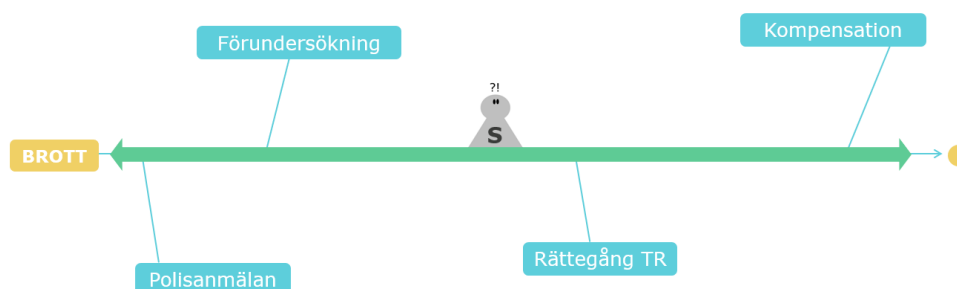 Förundersökning
Kompensation
?!
S
BROTT
Rättegång TR
Polisanmälan